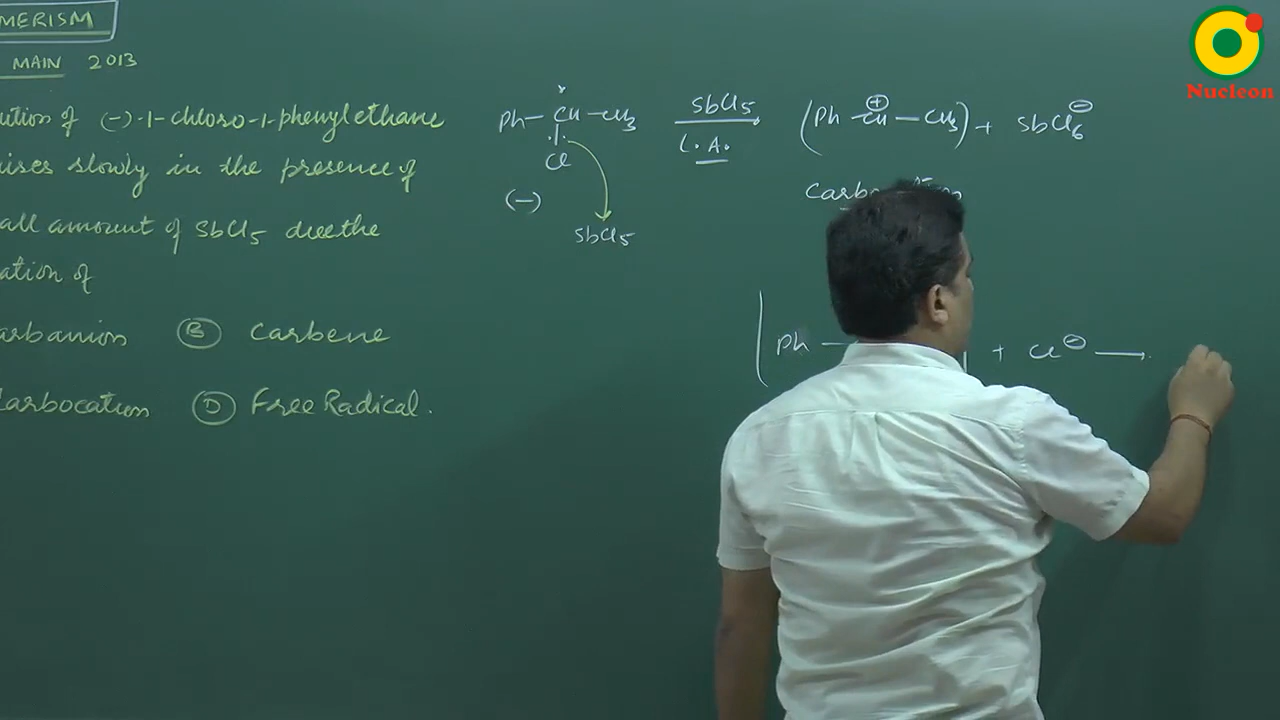 MERISM
MAIN 2013
ution of (-)-1-chloro-1-phenylethane
ises slowly in the presence of
all amount of SbCl5 due the
ation of
arbanion (B) Carbene
arbocation (D) Free Radical.
Ph-CH-CH3
Cl
(-)
SbCl5
SbCl5
L.A.
(Ph-CH⊕-CH3) + SbCl6⊖
[Ph - + Cl⊖ →
Nucleon